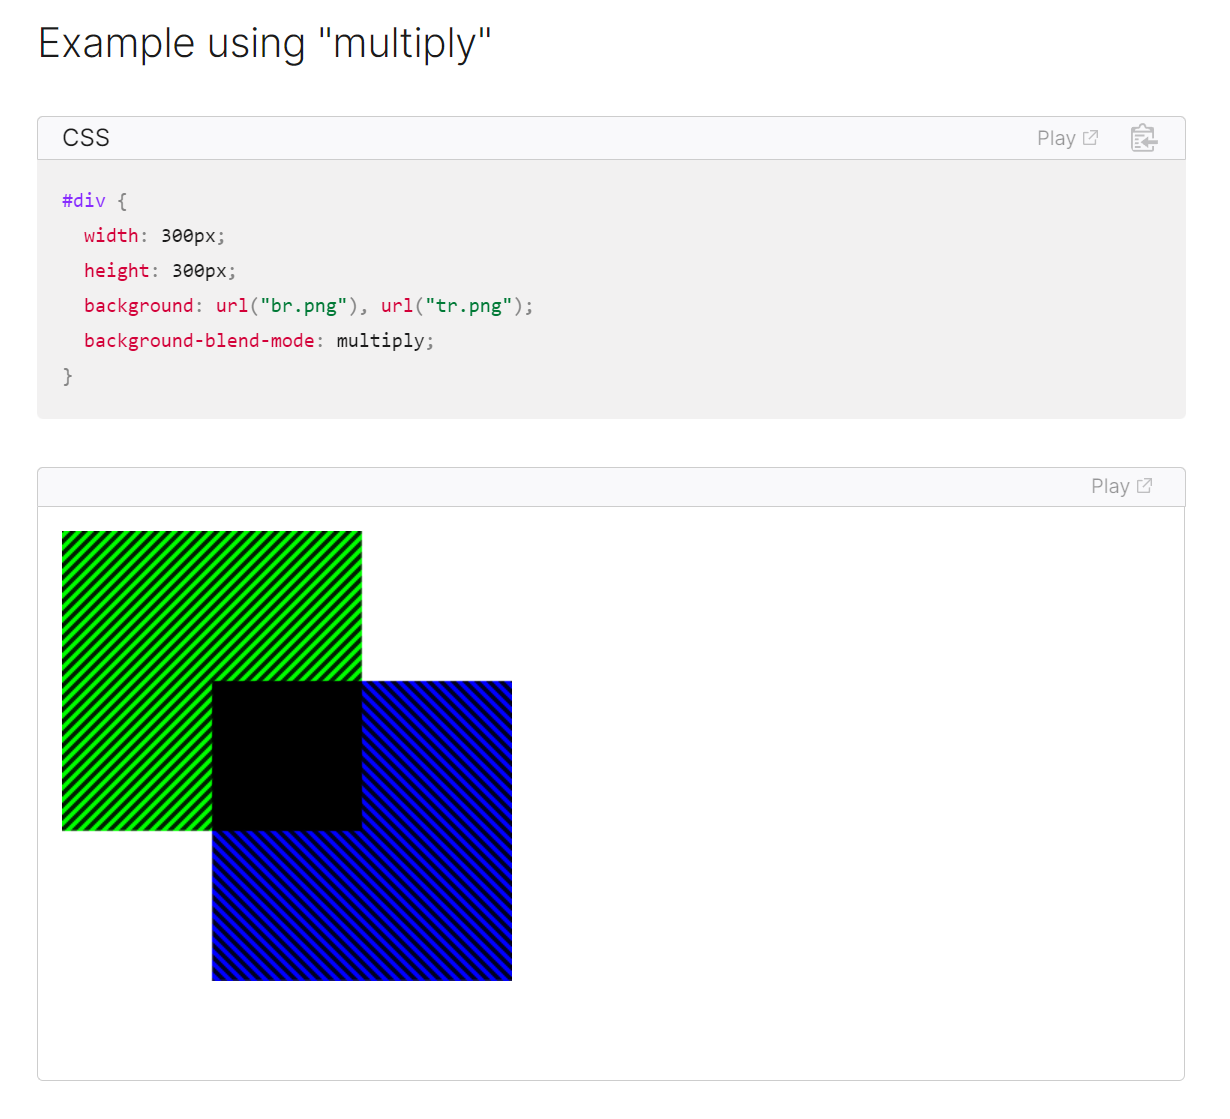 Example using "multiply"
CSS
Play
#div {
  width: 300px;
  height: 300px;
  background: url("br.png"), url("tr.png");
  background-blend-mode: multiply;
}
Play